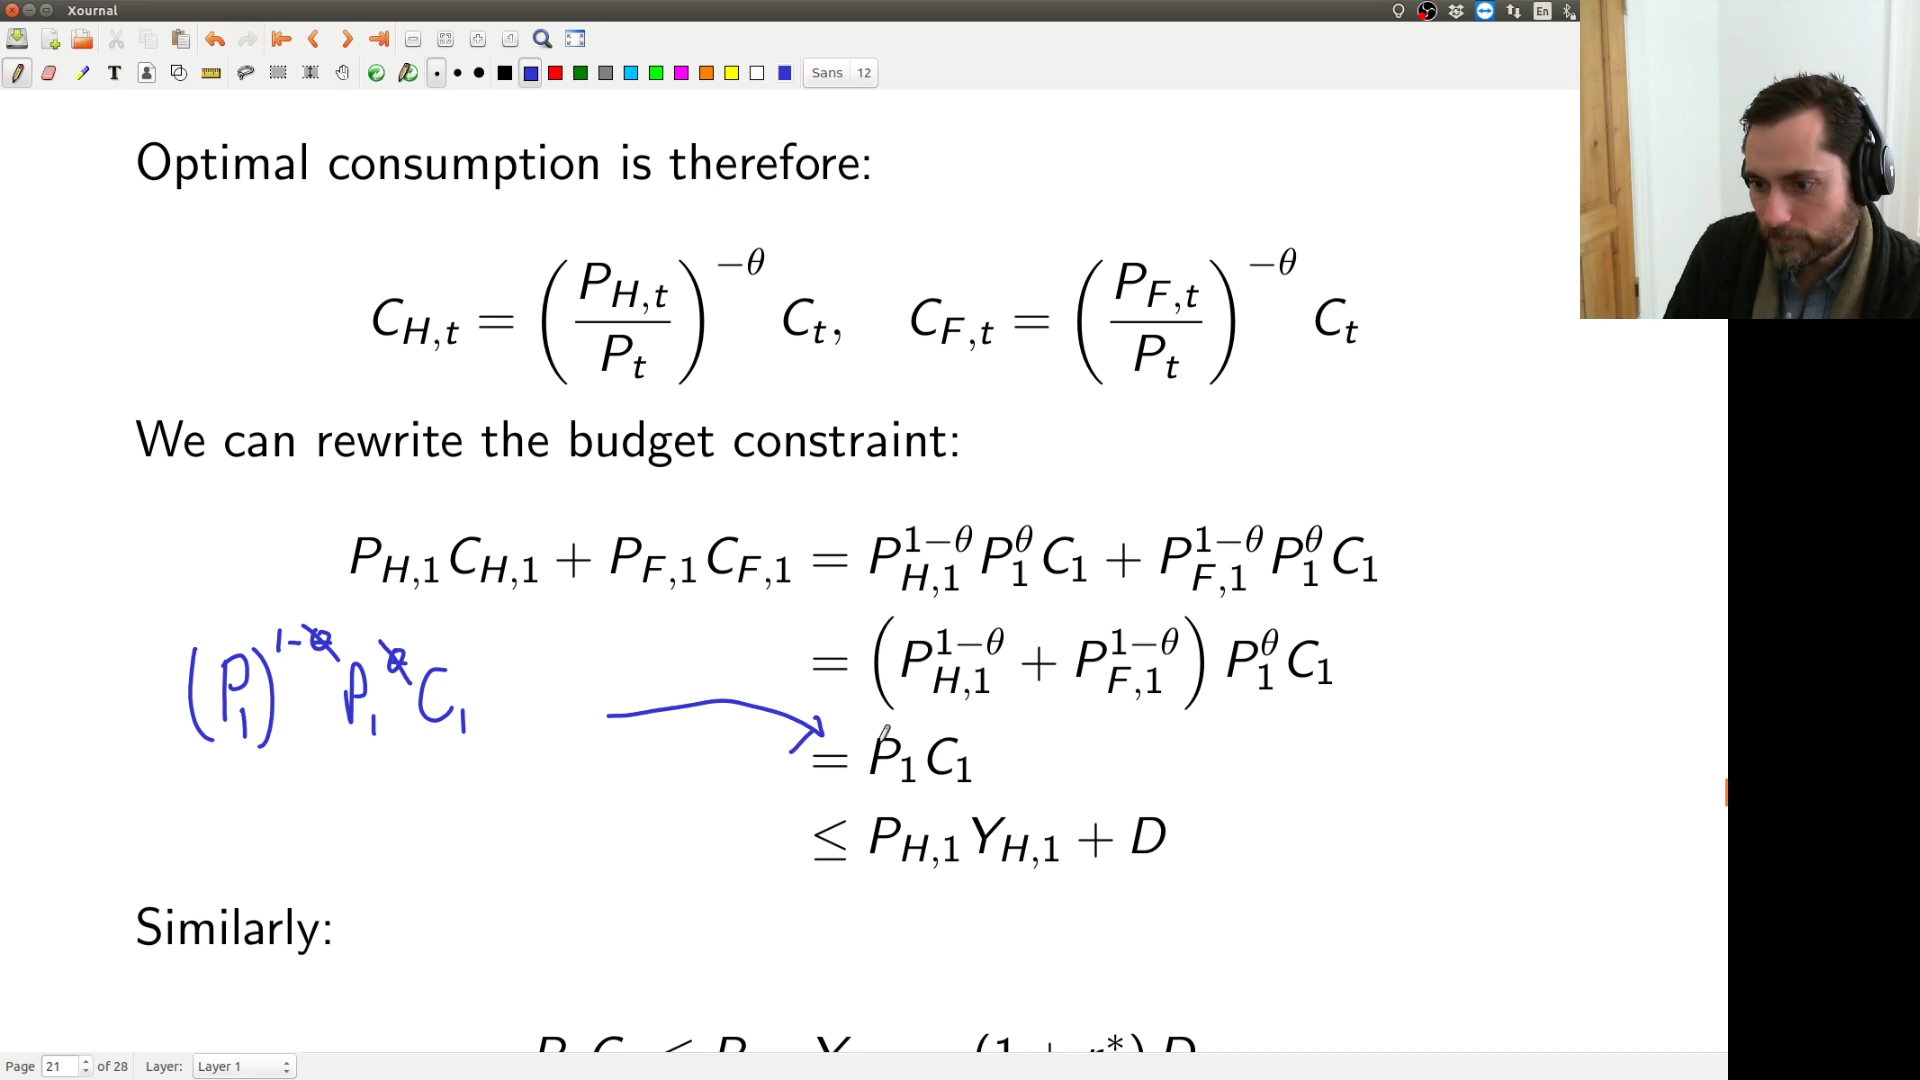 Xournal
En
Sans 12
Optimal consumption is therefore:
C_{H,t} = (P_{H,t} / P_t)^{−θ} C_t, C_{F,t} = (P_{F,t} / P_t)^{−θ} C_t
We can rewrite the budget constraint:
P_{H,1} C_{H,1} + P_{F,1} C_{F,1} = P_{H,1}^{1−θ} P_1^θ C_1 + P_{F,1}^{1−θ} P_1^θ C_1
= (P_{H,1}^{1−θ} + P_{F,1}^{1−θ}) P_1^θ C_1
(P_1)^{1-θ} P_1^θ C_1
= P_1 C_1
≤ P_{H,1} Y_{H,1} + D
Similarly:
(1 + r*) D
Page 21 of 28 Layer: Layer 1